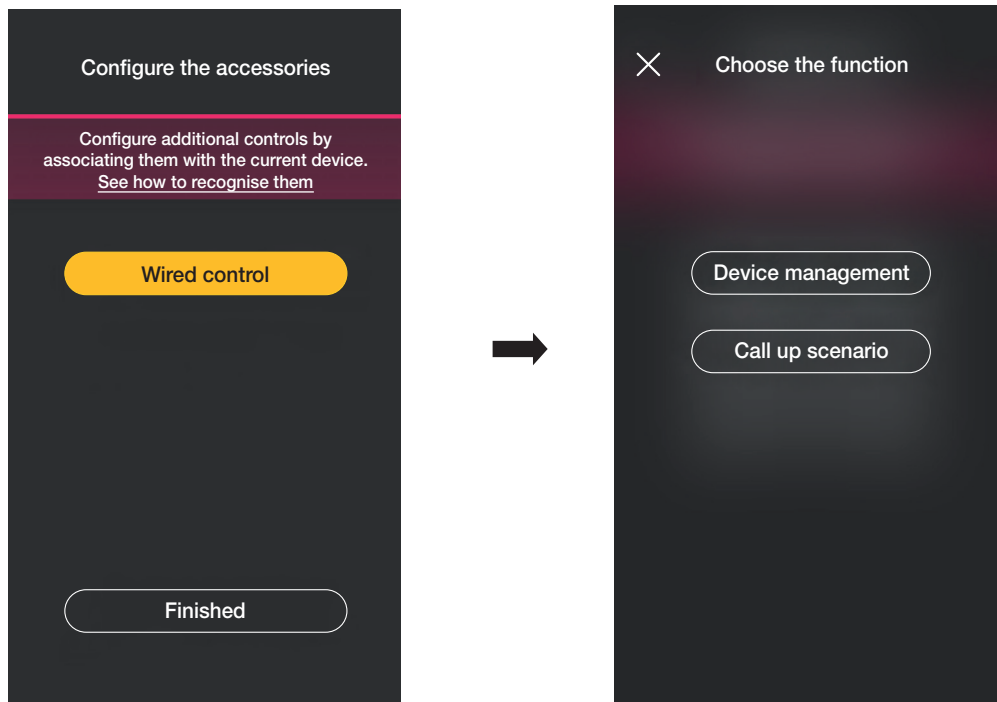 Configure the accessories
Configure additional controls by
associating them with the current device.
See how to recognise them
Wired control
Finished
Choose the function
Device management
Call up scenario